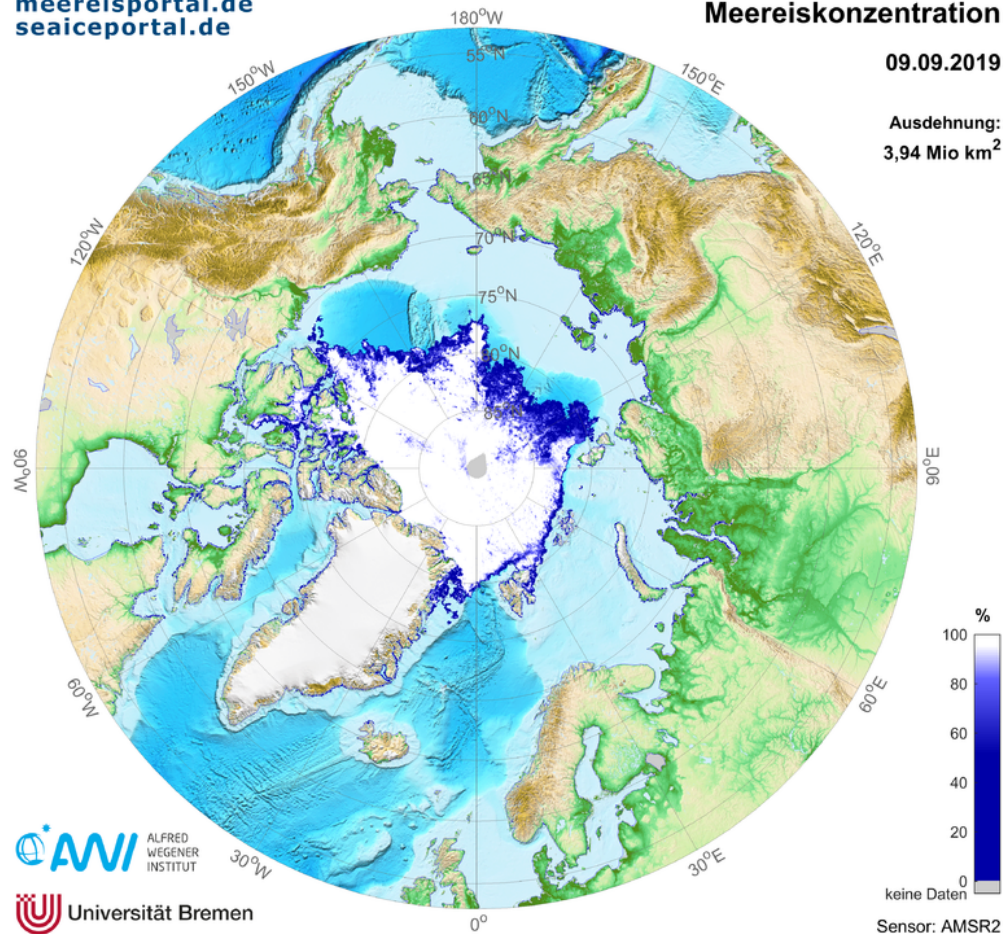 meereisportal.de
seaiceportal.de
Meereiskonzentration
09.09.2019
Ausdehnung:
3,94 Mio km²
180°W
150°W
150°E
120°W
120°E
90°W
90°E
60°W
60°E
30°W
30°E
0°
55°N
60°N
65°N
70°N
75°N
80°N
85°N
%
100
80
60
40
20
0
keine Daten
Sensor: AMSR2
AWI
ALFRED
WEGENER
INSTITUT
Universität Bremen